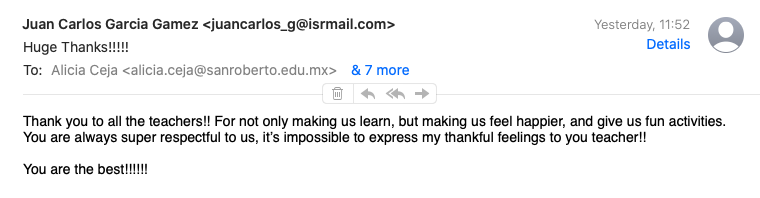 Juan Carlos Garcia Gamez <juancarlos_g@isrmail.com>
Yesterday, 11:52
Huge Thanks!!!!!
Details
To: Alicia Ceja <alicia.ceja@sanroberto.edu.mx> & 7 more
Thank you to all the teachers!! For not only making us learn, but making us feel happier, and give us fun activities.
You are always super respectful to us, it’s impossible to express my thankful feelings to you teacher!!
You are the best!!!!!!